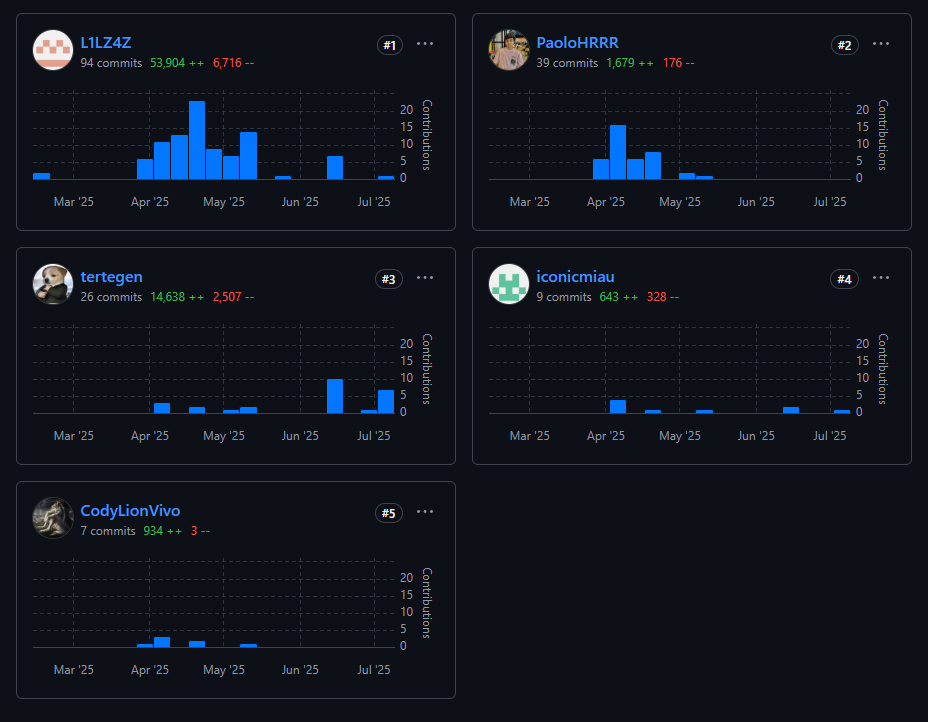 L1LZ4Z
#1
···
94 commits 53,904 ++ 6,716 --
20
15
10
5
0
Contributions
Mar '25 Apr '25 May '25 Jun '25 Jul '25
PaoloHRRR
#2
···
39 commits 1,679 ++ 176 --
20
15
10
5
0
Contributions
Mar '25 Apr '25 May '25 Jun '25 Jul '25
tertegen
#3
···
26 commits 14,638 ++ 2,507 --
20
15
10
5
0
Contributions
Mar '25 Apr '25 May '25 Jun '25 Jul '25
iconicmiau
#4
···
9 commits 643 ++ 328 --
20
15
10
5
0
Contributions
Mar '25 Apr '25 May '25 Jun '25 Jul '25
CodyLionVivo
#5
···
7 commits 934 ++ 3 --
20
15
10
5
0
Contributions
Mar '25 Apr '25 May '25 Jun '25 Jul '25